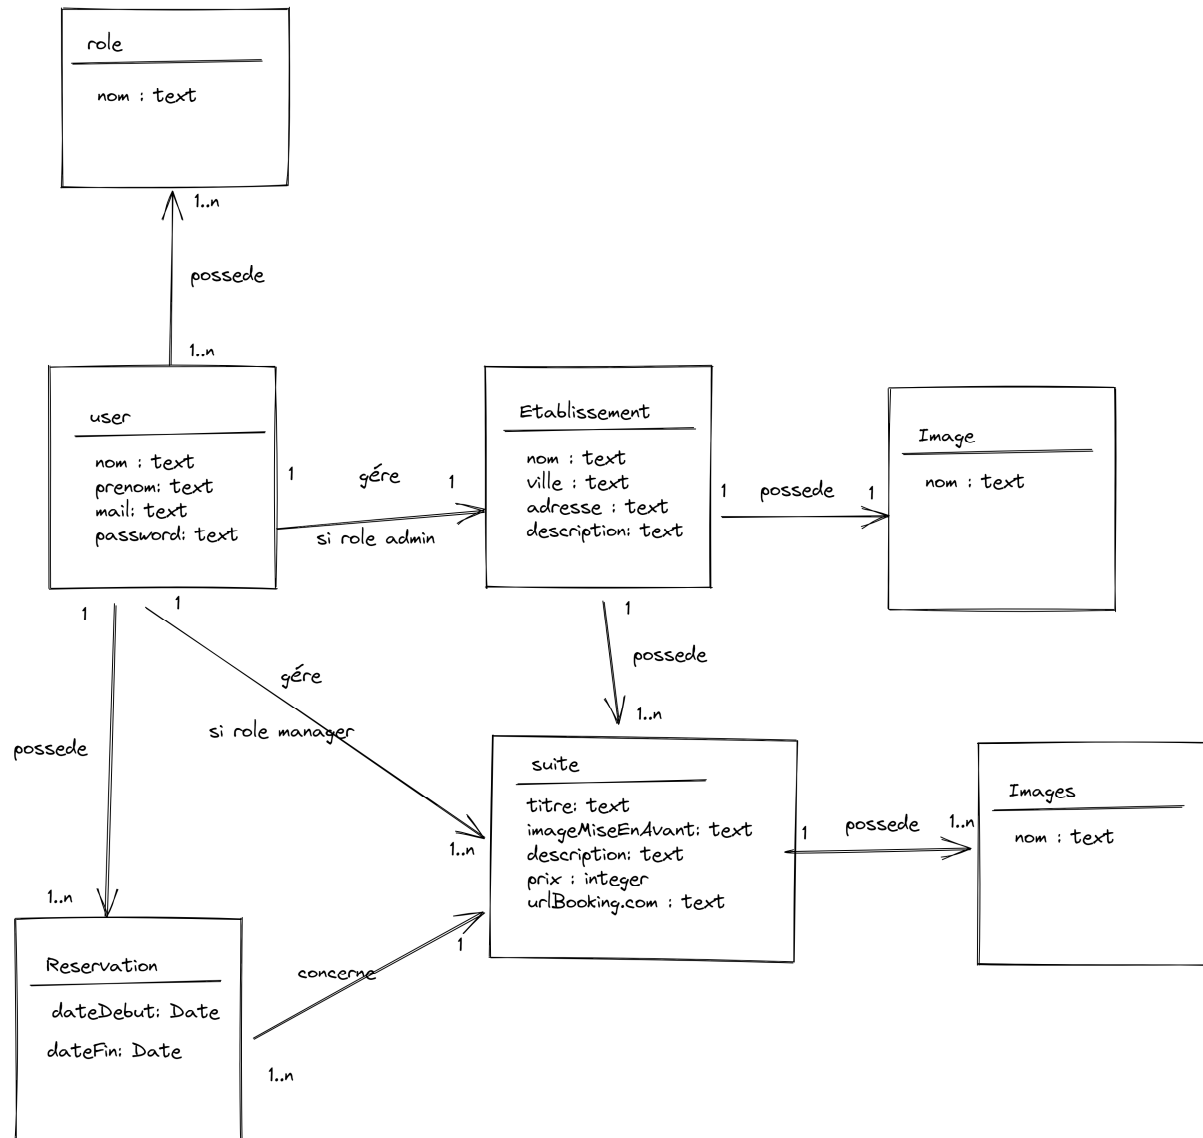 role
nom : text
1..n
possede
1..n
user
nom : text
prenom: text
mail: text
password: text
1
gére
1
si role admin
Etablissement
nom : text
ville : text
adresse : text
description: text
1
possede
1
Image
nom : text
1
1
gére
si role manager
1..n
possede
1..n
1
possede
1..n
suite
titre: text
imageMiseEnAvant: text
description: text
prix : integer
urlBooking.com : text
1
possede
1..n
Images
nom : text
Reservation
dateDebut: Date
dateFin: Date
concerne
1
1..n